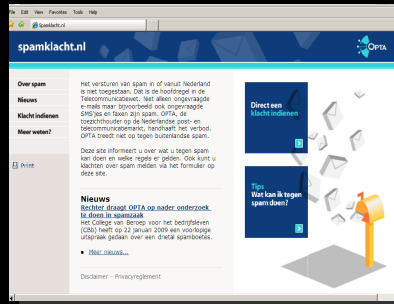 File Edit View Favorites Tools Help
Spamklacht.nl
spamklacht.nl
OPTA
Over spam
Nieuws
Klacht indienen
Meer weten?
Print
Het versturen van spam in of vanuit Nederland
is niet toegestaan. Dat is de hoofdregel in de
Telecommunicatiewet. Niet alleen ongevraagde
e-mails maar bijvoorbeeld ook ongevraagde
SMS'jes en faxen zijn spam. OPTA, de
toezichthouder op de Nederlandse post- en
telecommunicatiemarkt, handhaaft het verbod.
OPTA treedt niet op tegen buitenlandse spam.
Deze site informeert u over wat u tegen spam
kan doen en welke regels er gelden. Ook kunt u
klachten over spam melden via het formulier op
deze site.
Nieuws
Rechter draagt OPTA op nader onderzoek
te doen in spamzaak
Het College van Beroep voor het bedrijfsleven
(CBb) heeft op 22 januari 2009 een voorlopige
uitspraak gedaan over een drietal spamboetes.
Meer nieuws...
Disclaimer - Privacyreglement
Direct een
klacht indienen
Tips
Wat kan ik tegen
spam doen?